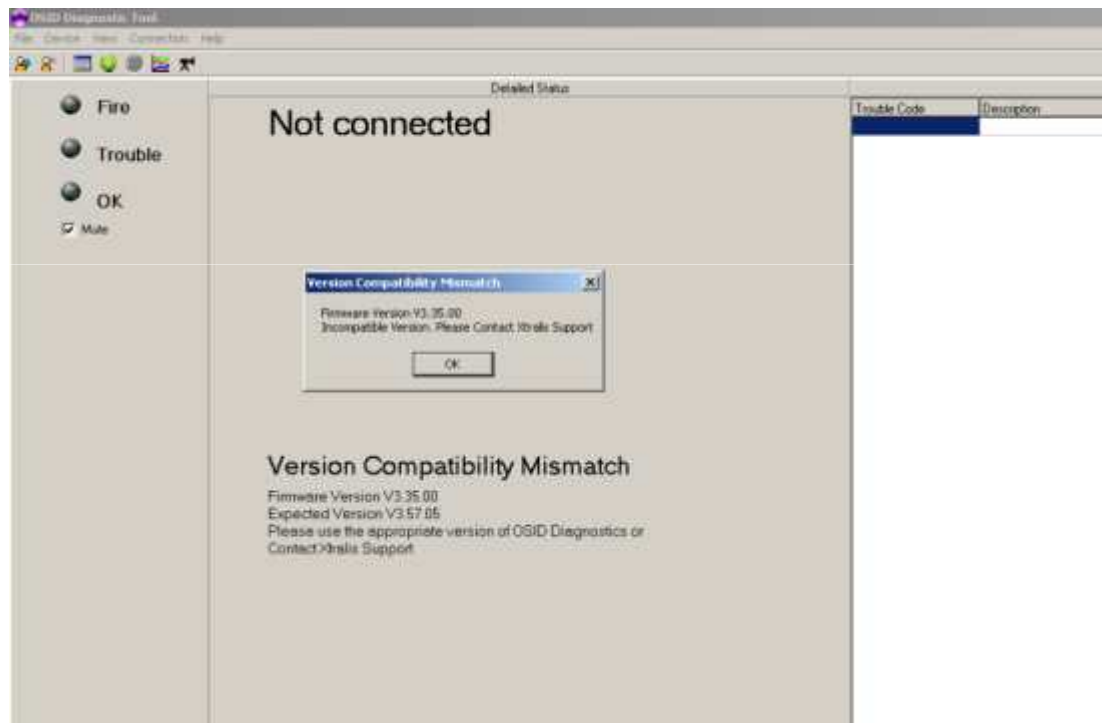 OSID Diagnostic Tool
File Device View Connection Help
Detailed Status
Fire
Trouble
OK
Mute
Not connected
Trouble Code Description
Version Compatibility Mismatch
Firmware Version V3.35.00
Incompatible Version. Please Contact Xtralis Support
OK
Version Compatibility Mismatch
Firmware Version V3.35.00
Expected Version V3.57.05
Please use the appropriate version of OSID Diagnostics or
Contact Xtralis Support